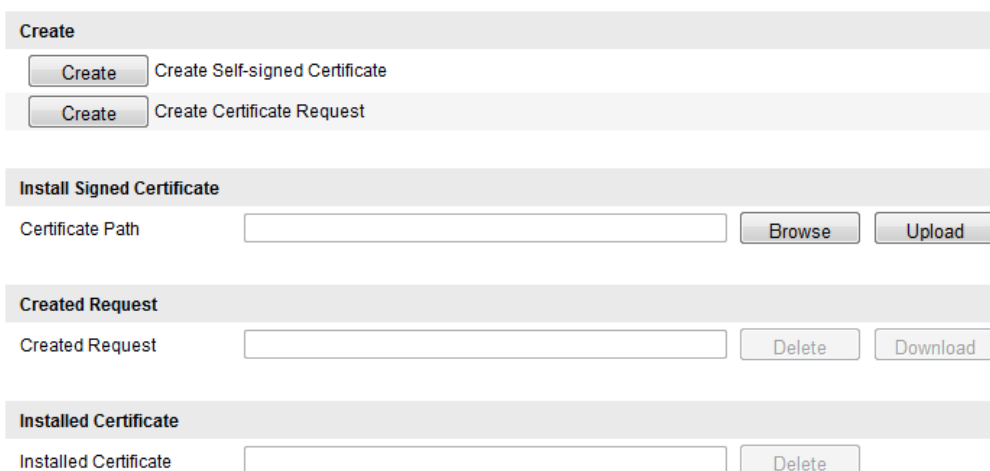 Create
Create Create Self-signed Certificate
Create Create Certificate Request
Install Signed Certificate
Certificate Path Browse Upload
Created Request
Created Request Delete Download
Installed Certificate
Installed Certificate Delete